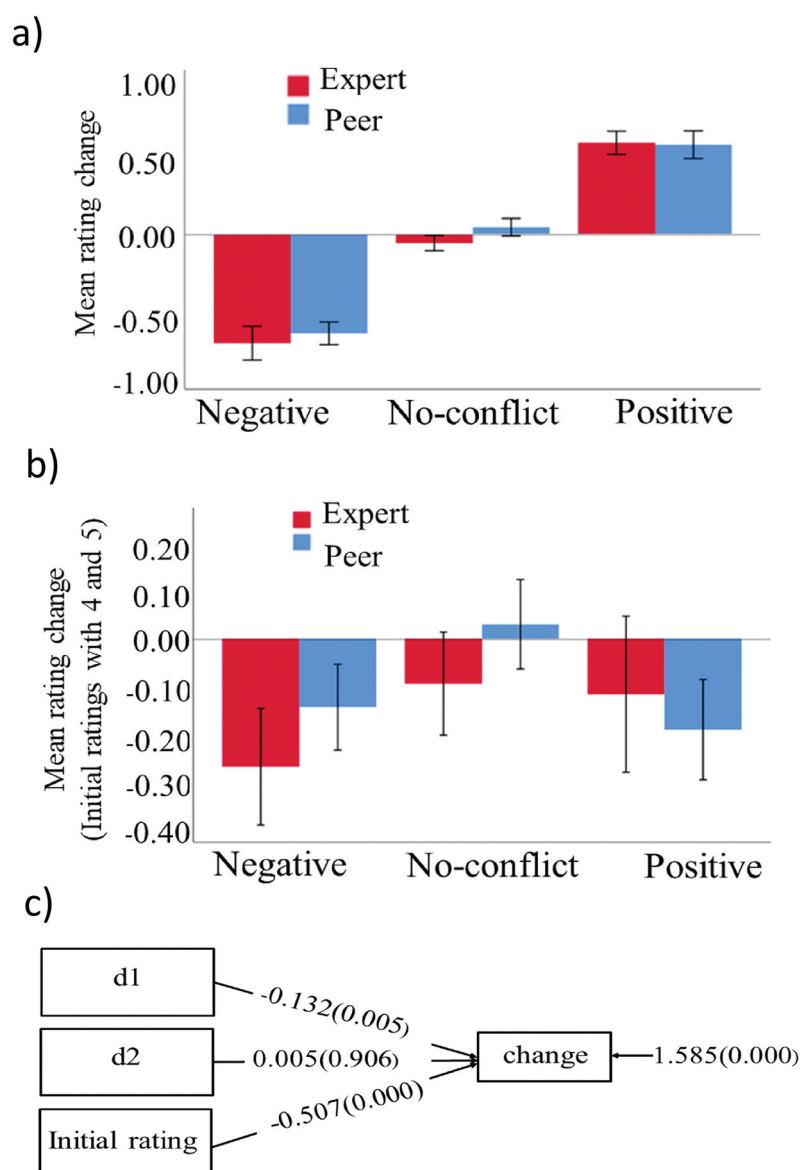 a)
Expert
Peer
Mean rating change
1.00
0.50
0.00
-0.50
-1.00
Negative No-conflict Positive
b)
Expert
Peer
Mean rating change
(Initial ratings with 4 and 5)
0.20
0.10
0.00
-0.10
-0.20
-0.30
-0.40
Negative No-conflict Positive
c)
d1
-0.132(0.005)
d2
0.005(0.906)
change
1.585(0.000)
-0.507(0.000)
Initial rating